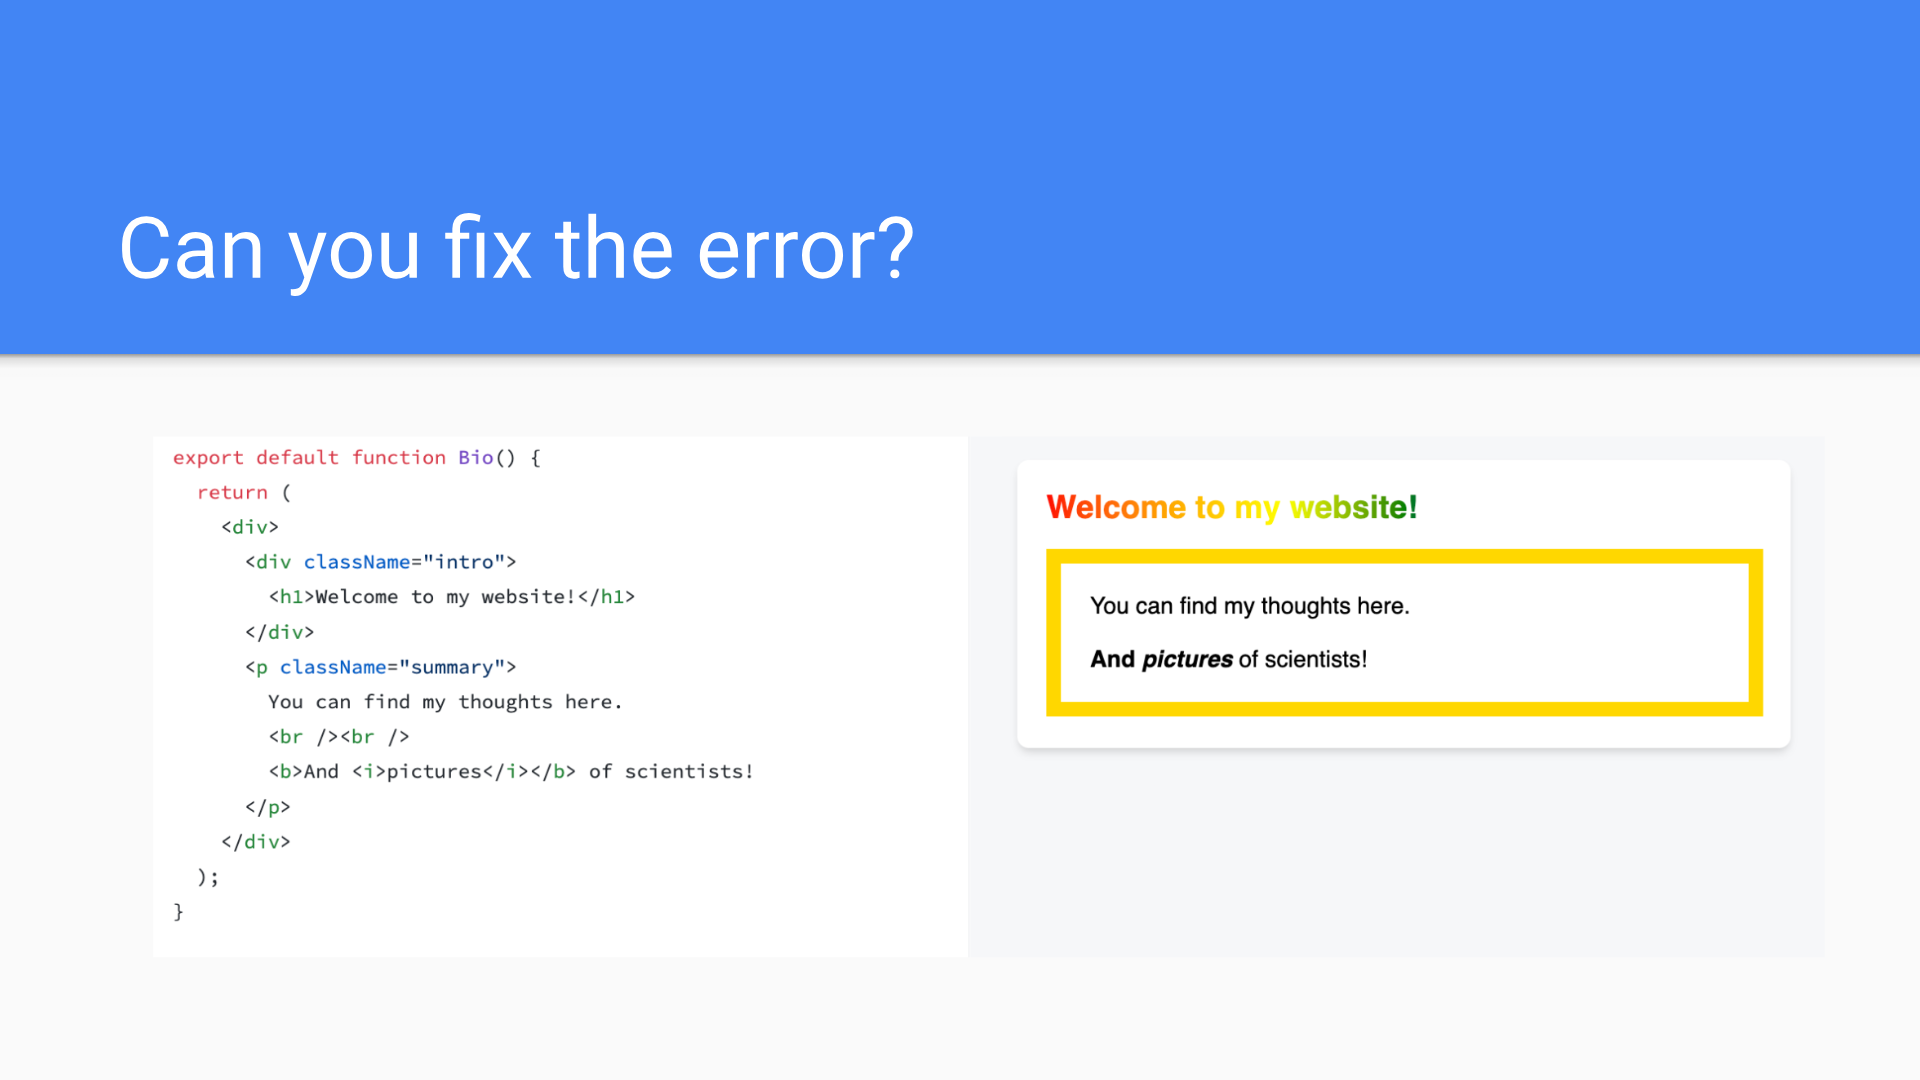 Can you fix the error?
export default function Bio() {
  return (
    <div>
      <div className="intro">
        <h1>Welcome to my website!</h1>
      </div>
      <p className="summary">
        You can find my thoughts here.
        <br /><br />
        <b>And <i>pictures</i></b> of scientists!
      </p>
    </div>
  );
}
Welcome to my website!
You can find my thoughts here.
And pictures of scientists!